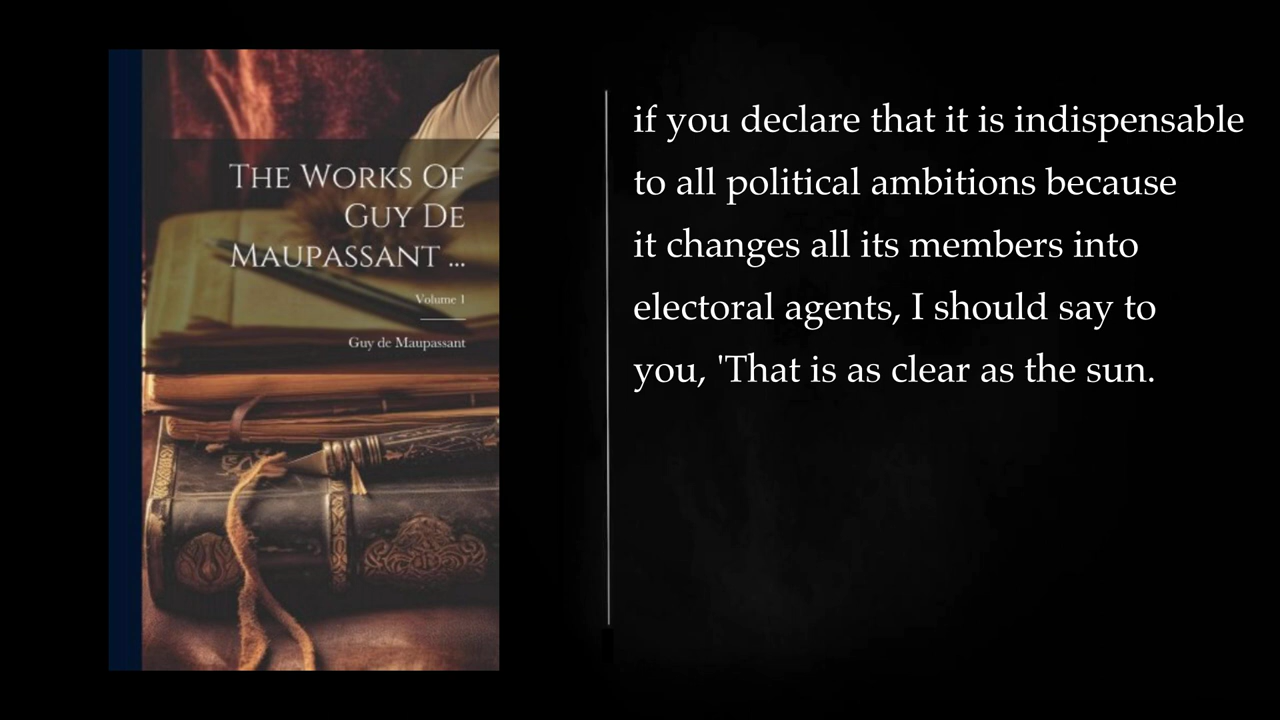 THE WORKS OF
GUY DE
MAUPASSANT ...
Volume 1
Guy de Maupassant
if you declare that it is indispensable
to all political ambitions because
it changes all its members into
electoral agents, I should say to
you, 'That is as clear as the sun.